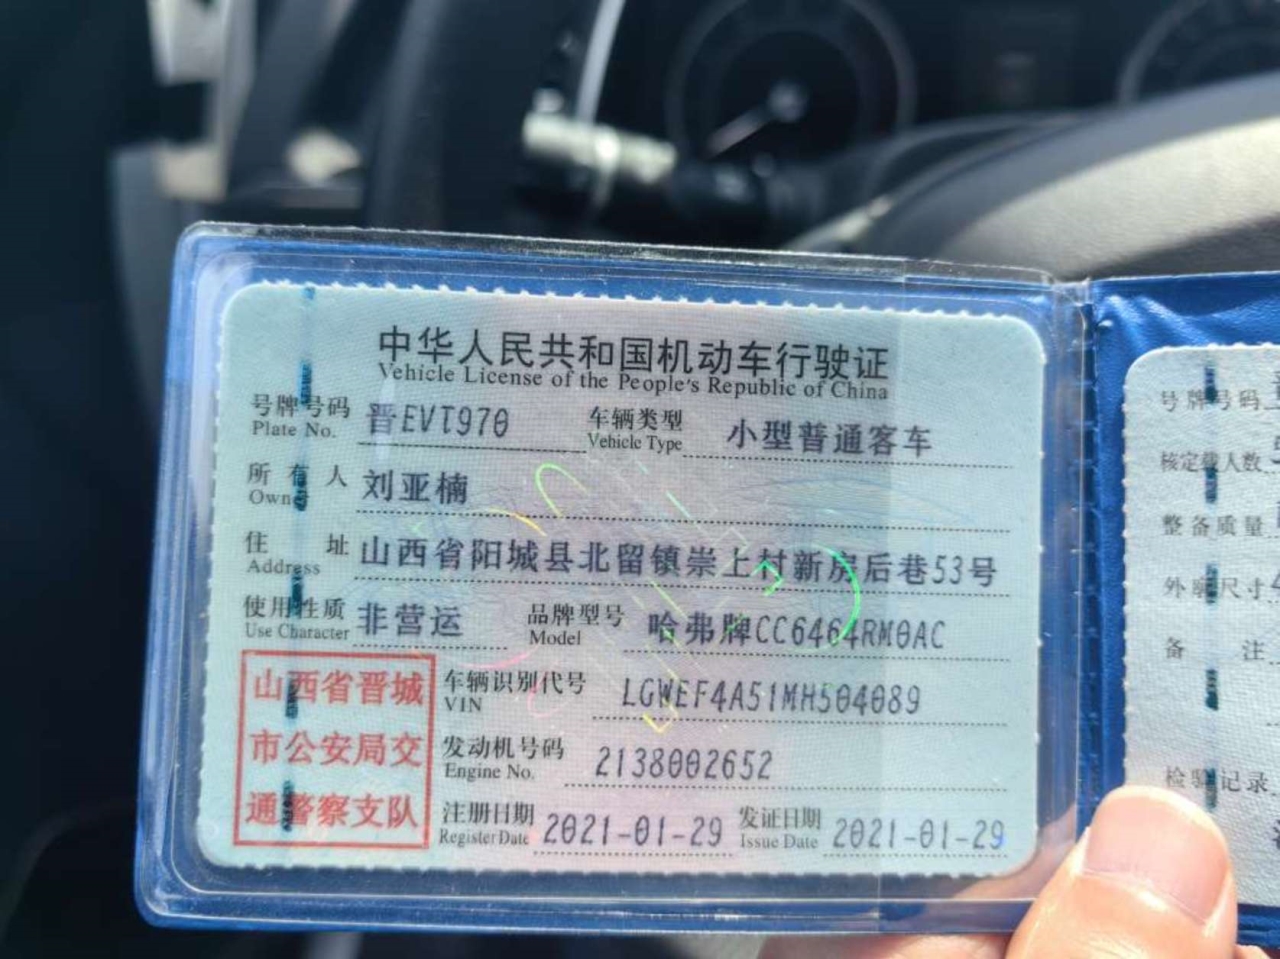 中华人民共和国机动车行驶证
Vehicle License of the People's Republic of China
号牌号码 晋EVT970 车辆类型 小型普通客车
Plate No. Vehicle Type
所有人 刘亚楠
Owner
住址 山西省阳城县北留镇崇上村新房后巷53号
Address
使用性质 非营运 品牌型号 哈弗牌CC6464RM0AC
Use Character Model
山西省晋城
市公安局交
通警察支队
车辆识别代号 LGWEF4A51MH504089
VIN
发动机号码 2138002652
Engine No.
注册日期 2021-01-29 发证日期 2021-01-29
Register Date Issue Date
号牌号码
核定载人数
整备质量
外廓尺寸
备注
检验记录